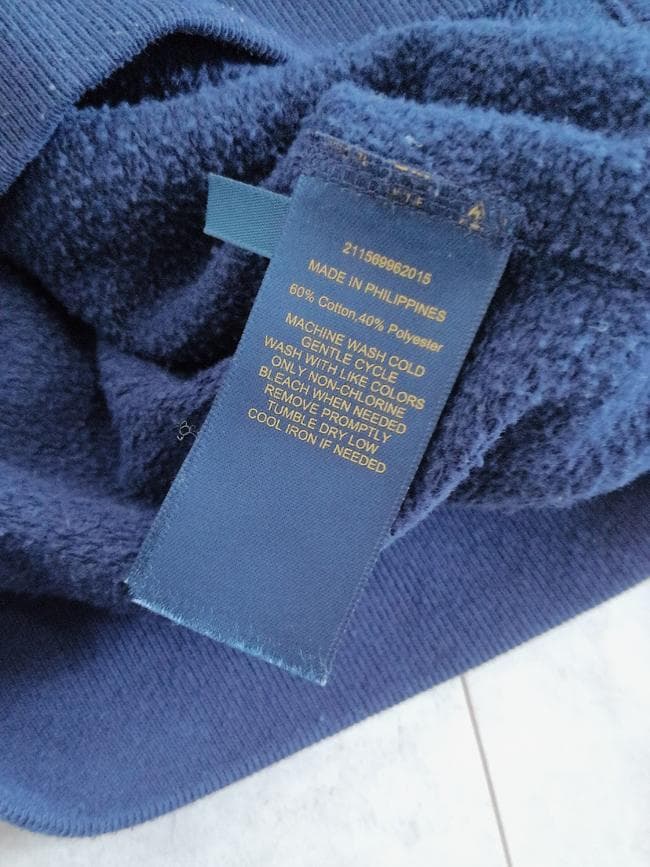 211569962015
MADE IN PHILIPPINES
60% Cotton,40% Polyester
MACHINE WASH COLD
GENTLE CYCLE
WASH WITH LIKE COLORS
ONLY NON-CHLORINE
BLEACH WHEN NEEDED
REMOVE PROMPTLY
TUMBLE DRY LOW
COOL IRON IF NEEDED